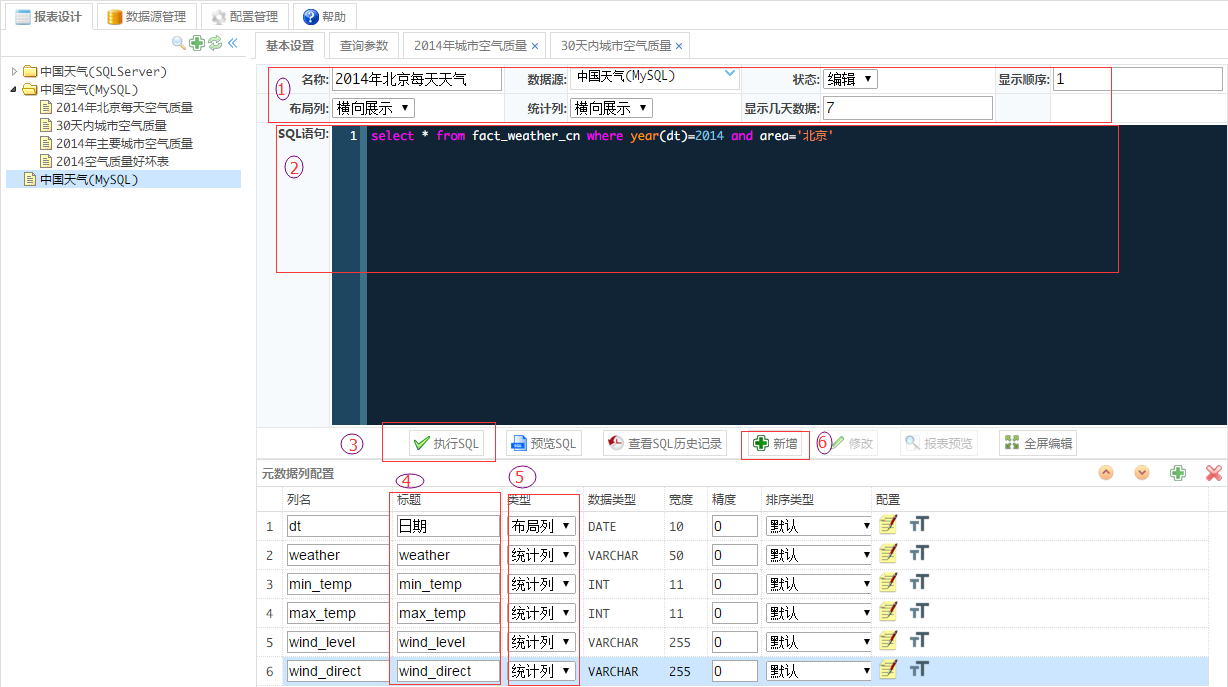 报表设计 数据源管理 配置管理 帮助
基本设置 查询参数 2014年城市空气质量 × 30天内城市空气质量 ×
中国天气(SQLServer)
中国空气(MySQL)
2014年北京每天空气质量
30天内城市空气质量
2014年主要城市空气质量
2014空气质量好坏表
中国天气(MySQL)
① 名称: 2014年北京每天天气 数据源: 中国天气(MySQL) 状态: 编辑 显示顺序: 1
布局列: 横向展示 统计列: 横向展示 显示几天数据: 7
SQL语句: 1 select * from fact_weather_cn where year(dt)=2014 and area='北京'
②
③ 执行SQL 预览SQL 查看SQL历史记录 新增 ⑥ 修改 报表预览 全屏编辑
元数据列配置
④ ⑤
列名 标题 类型 数据类型 宽度 精度 排序类型 配置
1 dt 日期 布局列 DATE 10 0 默认 TT
2 weather weather 统计列 VARCHAR 50 0 默认 TT
3 min_temp min_temp 统计列 INT 11 0 默认 TT
4 max_temp max_temp 统计列 INT 11 0 默认 TT
5 wind_level wind_level 统计列 VARCHAR 255 0 默认 TT
6 wind_direct wind_direct 统计列 VARCHAR 255 0 默认 TT